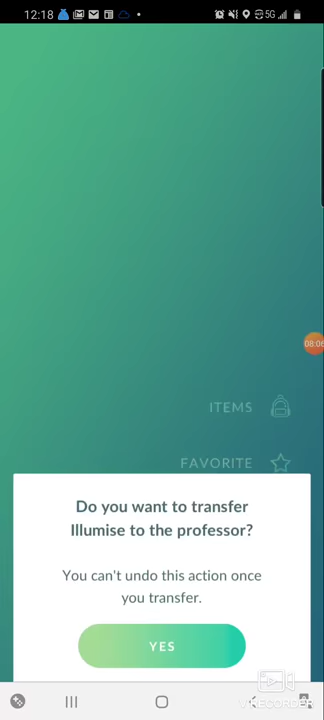 12:18
5G
08:06
ITEMS
FAVORITE
Do you want to transfer
Illumise to the professor?
You can't undo this action once
you transfer.
YES
RECORDER